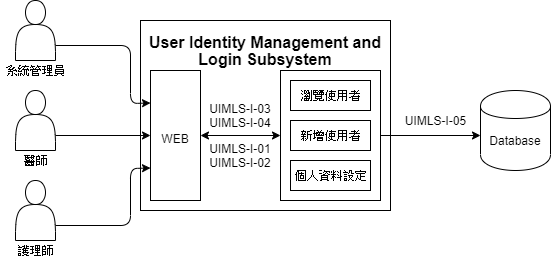 User Identity Management and
Login Subsystem
系統管理員
醫師
護理師
WEB
UIMLS-I-03
UIMLS-I-04
UIMLS-I-01
UIMLS-I-02
瀏覽使用者
新增使用者
個人資料設定
UIMLS-I-05
Database